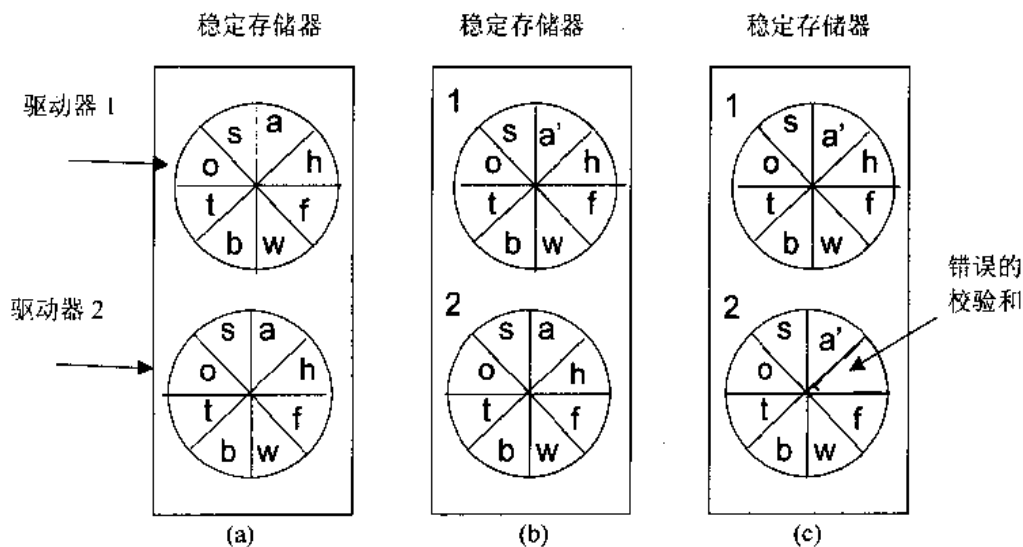 稳定存储器
稳定存储器
稳定存储器
驱动器 1
s a
o h
t f
b w
驱动器 2
s a
o h
t f
b w
(a)
1
s a'
o h
t f
b w
2
s a
o h
t f
b w
(b)
1
s a'
o h
t f
b w
2
s a'
o
t f
b w
错误的
校验和
(c)